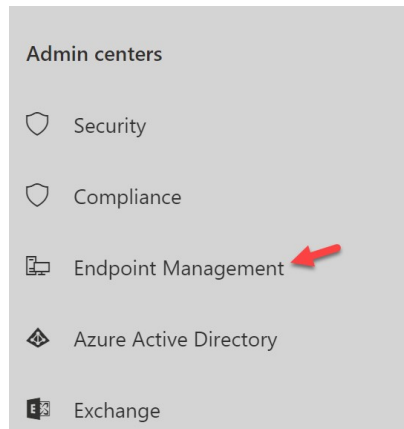 Admin centers
Security
Compliance
Endpoint Management
Azure Active Directory
Exchange